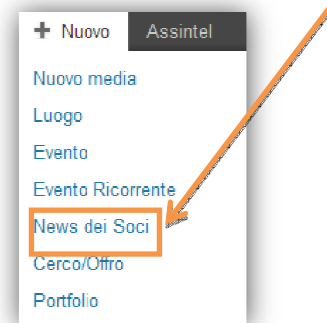 + Nuovo Assintel
Nuovo media
Luogo
Evento
Evento Ricorrente
News dei Soci
Cerco/Offro
Portfolio